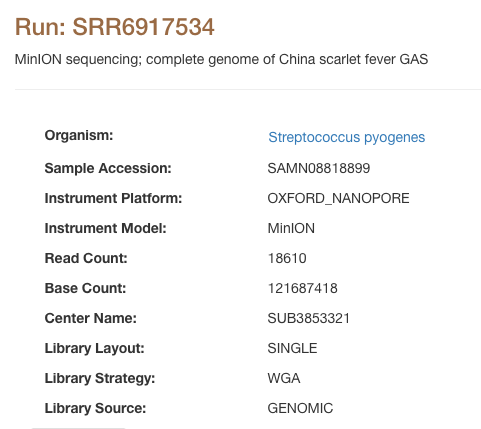 Run: SRR6917534
MinION sequencing; complete genome of China scarlet fever GAS
Organism: Streptococcus pyogenes
Sample Accession: SAMN08818899
Instrument Platform: OXFORD_NANOPORE
Instrument Model: MinION
Read Count: 18610
Base Count: 121687418
Center Name: SUB3853321
Library Layout: SINGLE
Library Strategy: WGA
Library Source: GENOMIC